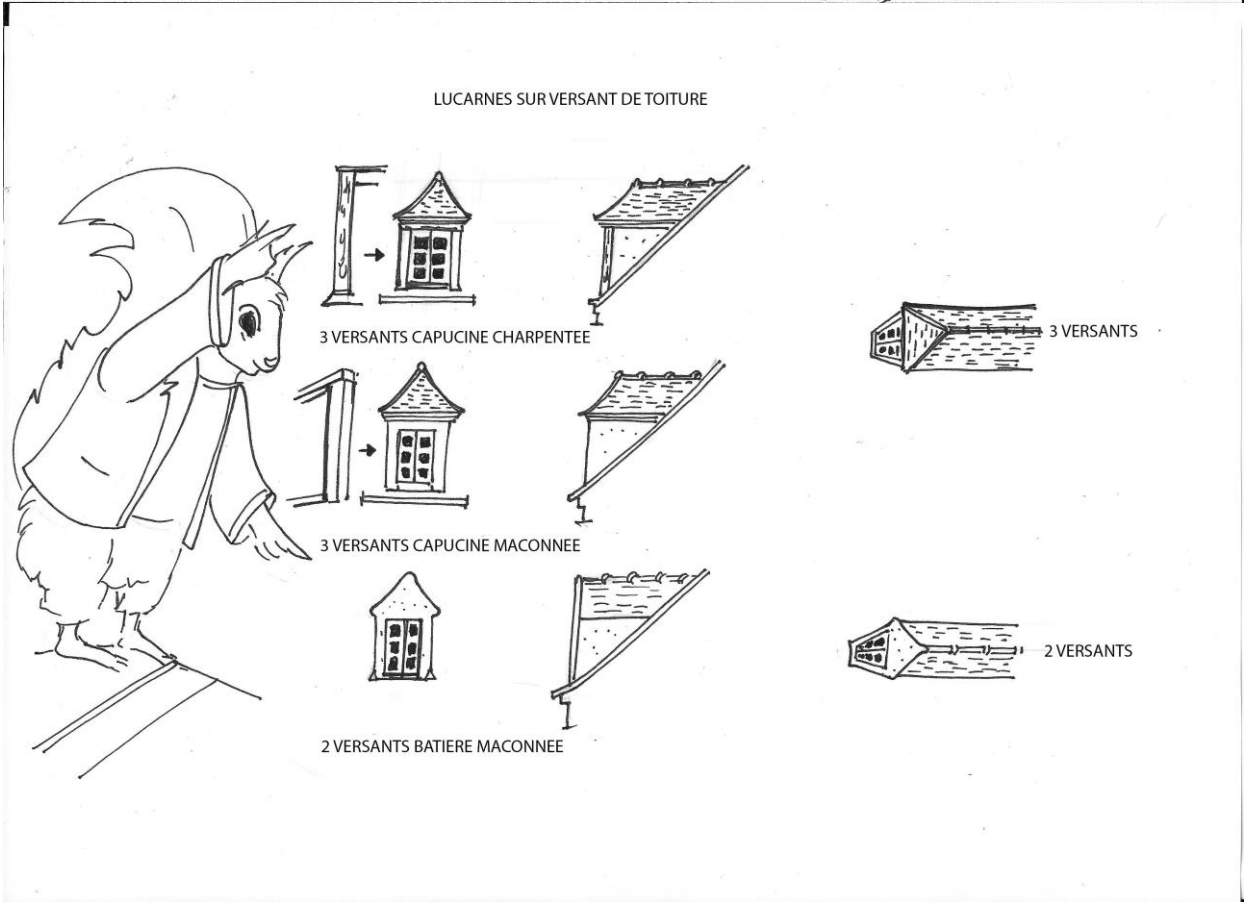 LUCARNES SUR VERSANT DE TOITURE
3 VERSANTS CAPUCINE CHARPENTEE
3 VERSANTS
3 VERSANTS CAPUCINE MACONNEE
2 VERSANTS
2 VERSANTS BATIERE MACONNEE